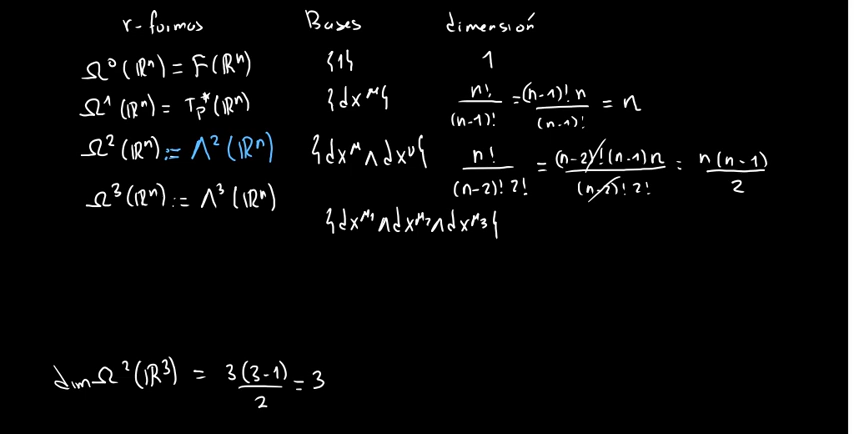 r-formas Bases dimensión
Ω⁰(ℝⁿ) = F(ℝⁿ) {1} 1
Ω¹(ℝⁿ) = Tₚ*(ℝⁿ) {dx^μ} n!/(n-1)! = (n-1)! n/(n-1)! = n
Ω²(ℝⁿ) := Λ²(ℝⁿ) {dx^μ ∧ dx^ν} n!/(n-2)! 2! = (n-2)! (n-1) n/(n-2)! 2! = n(n-1)/2
Ω³(ℝⁿ) := Λ³(ℝⁿ)
{dx^μ₁ ∧ dx^μ₂ ∧ dx^μ₃}
dim Ω²(ℝ³) = 3(3-1)/2 = 3